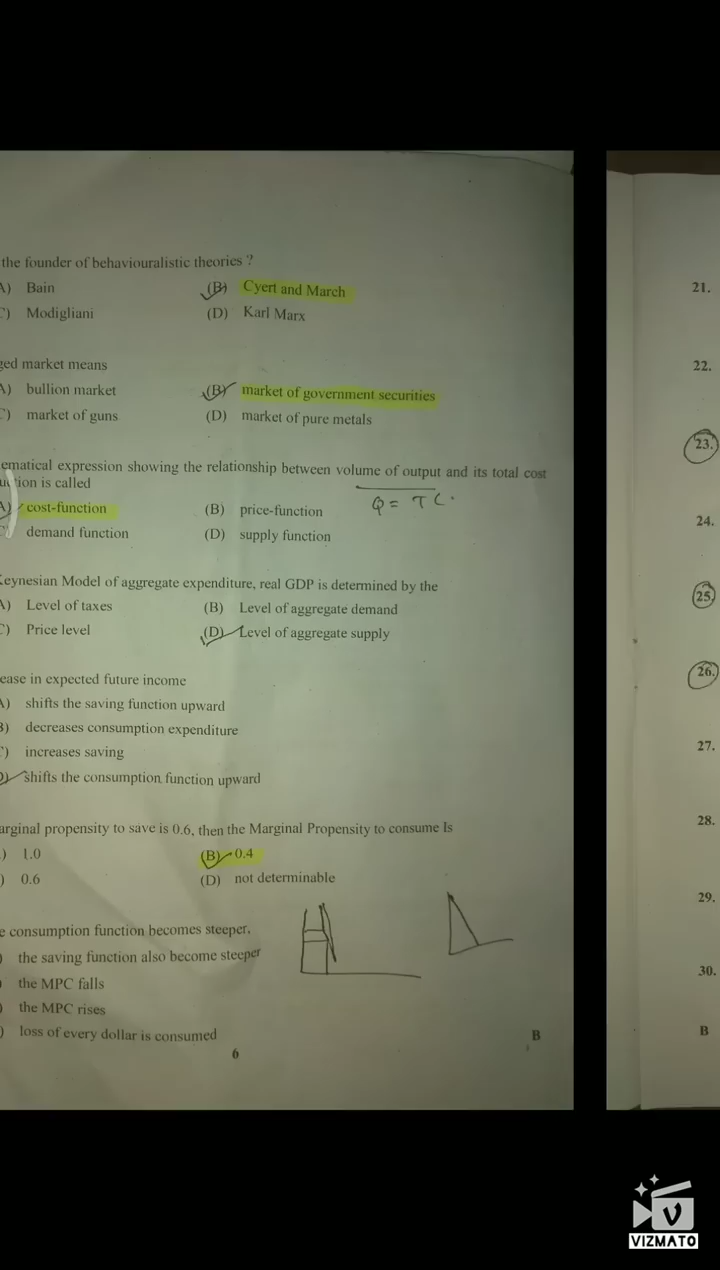 the founder of behaviouralistic theories ?
A) Bain (B) Cyert and March
C) Modigliani (D) Karl Marx
ged market means
A) bullion market (B) market of government securities
C) market of guns (D) market of pure metals
ematical expression showing the relationship between volume of output and its total cost
uction is called
A) cost-function (B) price-function
Q = TC.
C) demand function (D) supply function
Keynesian Model of aggregate expenditure, real GDP is determined by the
A) Level of taxes (B) Level of aggregate demand
C) Price level (D) Level of aggregate supply
ease in expected future income
A) shifts the saving function upward
B) decreases consumption expenditure
C) increases saving
D) shifts the consumption function upward
arginal propensity to save is 0.6, then the Marginal Propensity to consume Is
) 1.0 (B) 0.4
) 0.6 (D) not determinable
e consumption function becomes steeper.
) the saving function also become steeper
) the MPC falls
) the MPC rises
) loss of every dollar is consumed
B
6
21.
22.
23.
24.
25.
26.
27.
28.
29.
30.
B
VIZMATO